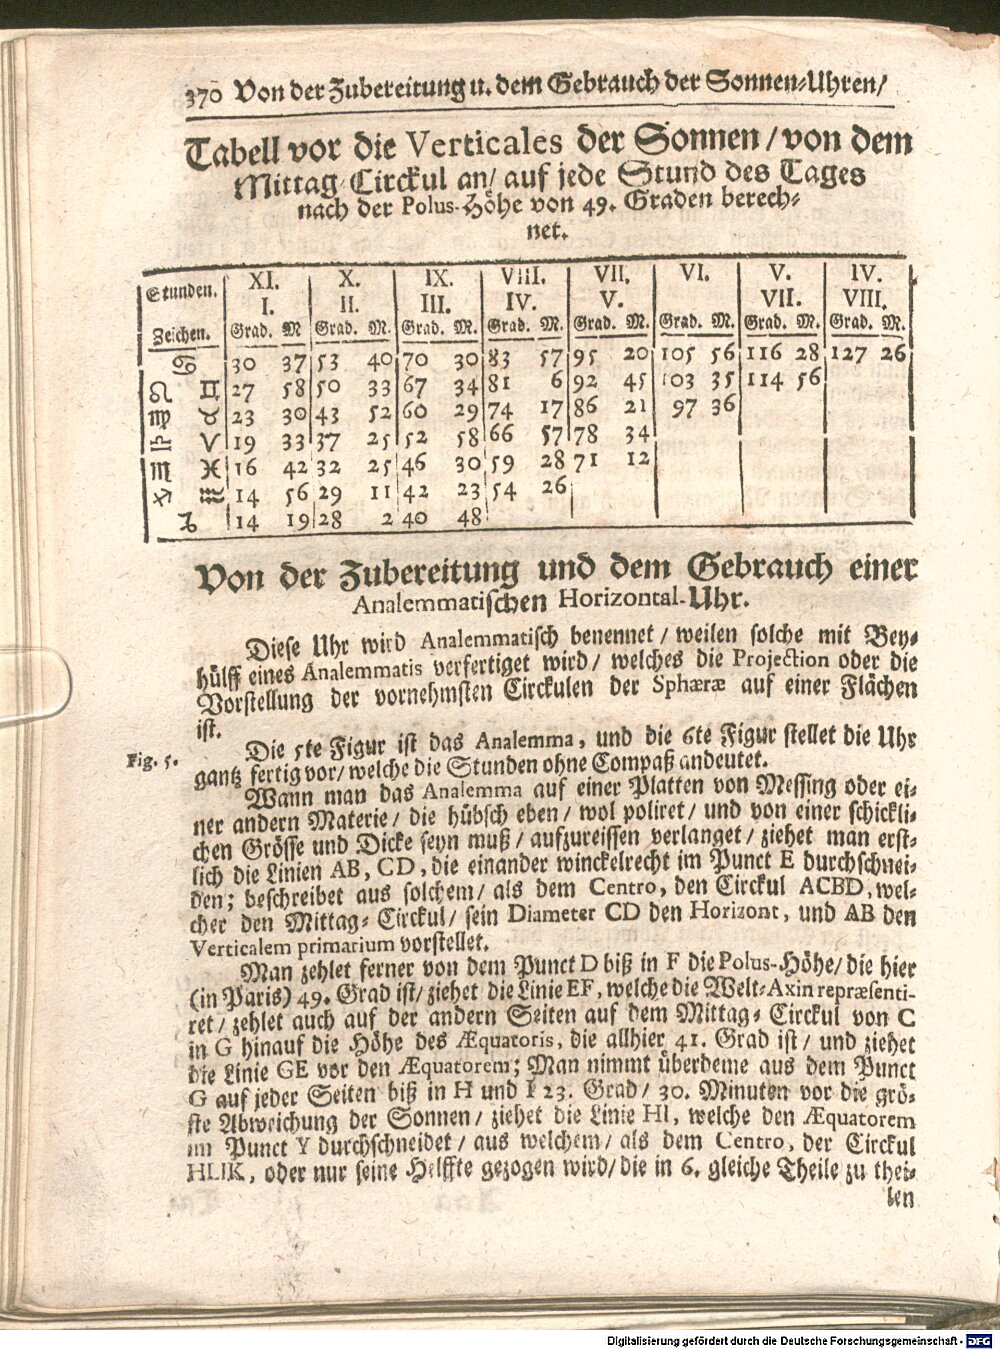 370 Von der Zubereitung u. dem Gebrauch der Sonnen-Uhren/
Tabell vor die Verticales der Sonnen / von dem
Mittag-Circkul an/ auf jede Stund des Tages
nach der Polus-Höhe von 49. Graden berech-
net.
Stunden. XI. X. IX. VIII. VII. VI. V. IV.
I. II. III. IV. V. VII. VIII.
Zeichen. Grad. M Grad. M. Grad. M. Grad. M. Grad. M. Grad. M. Grad. M. Grad. M.
♋ 30 37 53 40 70 30 83 57 95 20 105 56 116 28 127 26
♌ ♊ 27 58 50 33 67 34 81 6 92 45 103 35 114 56
♍ ♉ 23 30 43 52 60 29 74 17 86 21 97 36
♎ ♈ 19 33 37 25 52 58 66 57 78 34
♏ ♓ 16 42 32 25 46 30 59 28 71 12
♐ ♒ 14 56 29 11 42 23 54 26
♑ 14 19 28 2 40 48
Von der Zubereitung und dem Gebrauch einer
Analemmatischen Horizontal-Uhr.
Diese Uhr wird Analemmatisch benennet / weilen solche mit Bey-
hülff eines Analemmatis verfertiget wird / welches die Projection oder die
Vorstellung der vornehmsten Circkulen der Sphæræ auf einer Flächen
ist.
Die 5te Figur ist das Analemma, und die 6te Figur stellet die Uhr
Fig. 5.
gantz fertig vor/ welche die Stunden ohne Compaß andeutet.
Wann man das Analemma auf einer Platten von Messing oder ei-
ner andern Materie / die hübsch eben / wol poliret / und von einer schickli-
chen Grösse und Dicke seyn muß / aufzureissen verlanget / ziehet man erst-
lich die Linien AB, CD, die einander winckelrecht im Punct E durchschnei-
den; beschreibet aus solchem / als dem Centro, den Circkul ACBD, wel-
cher den Mittag-Circkul / sein Diameter CD den Horizont, und AB den
Verticalem primarium vorstellet.
Man zehlet ferner von dem Punct D biß in F die Polus-Höhe/ die hier
(in Paris) 49. Grad ist/ ziehet die Linie EF, welche die Welt-Axin repræsenti-
ret / zehlet auch auf der andern Seiten auf dem Mittag-Circkul von C
in G hinauf die Höhe des Æquatoris, die allhier 41. Grad ist / und ziehet
die Linie GE vor den Æquatorem; Man nimmt überdeme aus dem Punct
G auf jeder Seiten biß in H und I 23. Grad / 30. Minuten vor die grö-
ste Abweichung der Sonnen / ziehet die Linie HI, welche den Æquatorem
im Punct Y durchschneidet / aus welchem / als dem Centro, der Circkul
HLIK, oder nur seine Helffte gezogen wird/ die in 6. gleiche Theile zu thei-
len
Digitalisierung gefördert durch die Deutsche Forschungsgemeinschaft - DFG